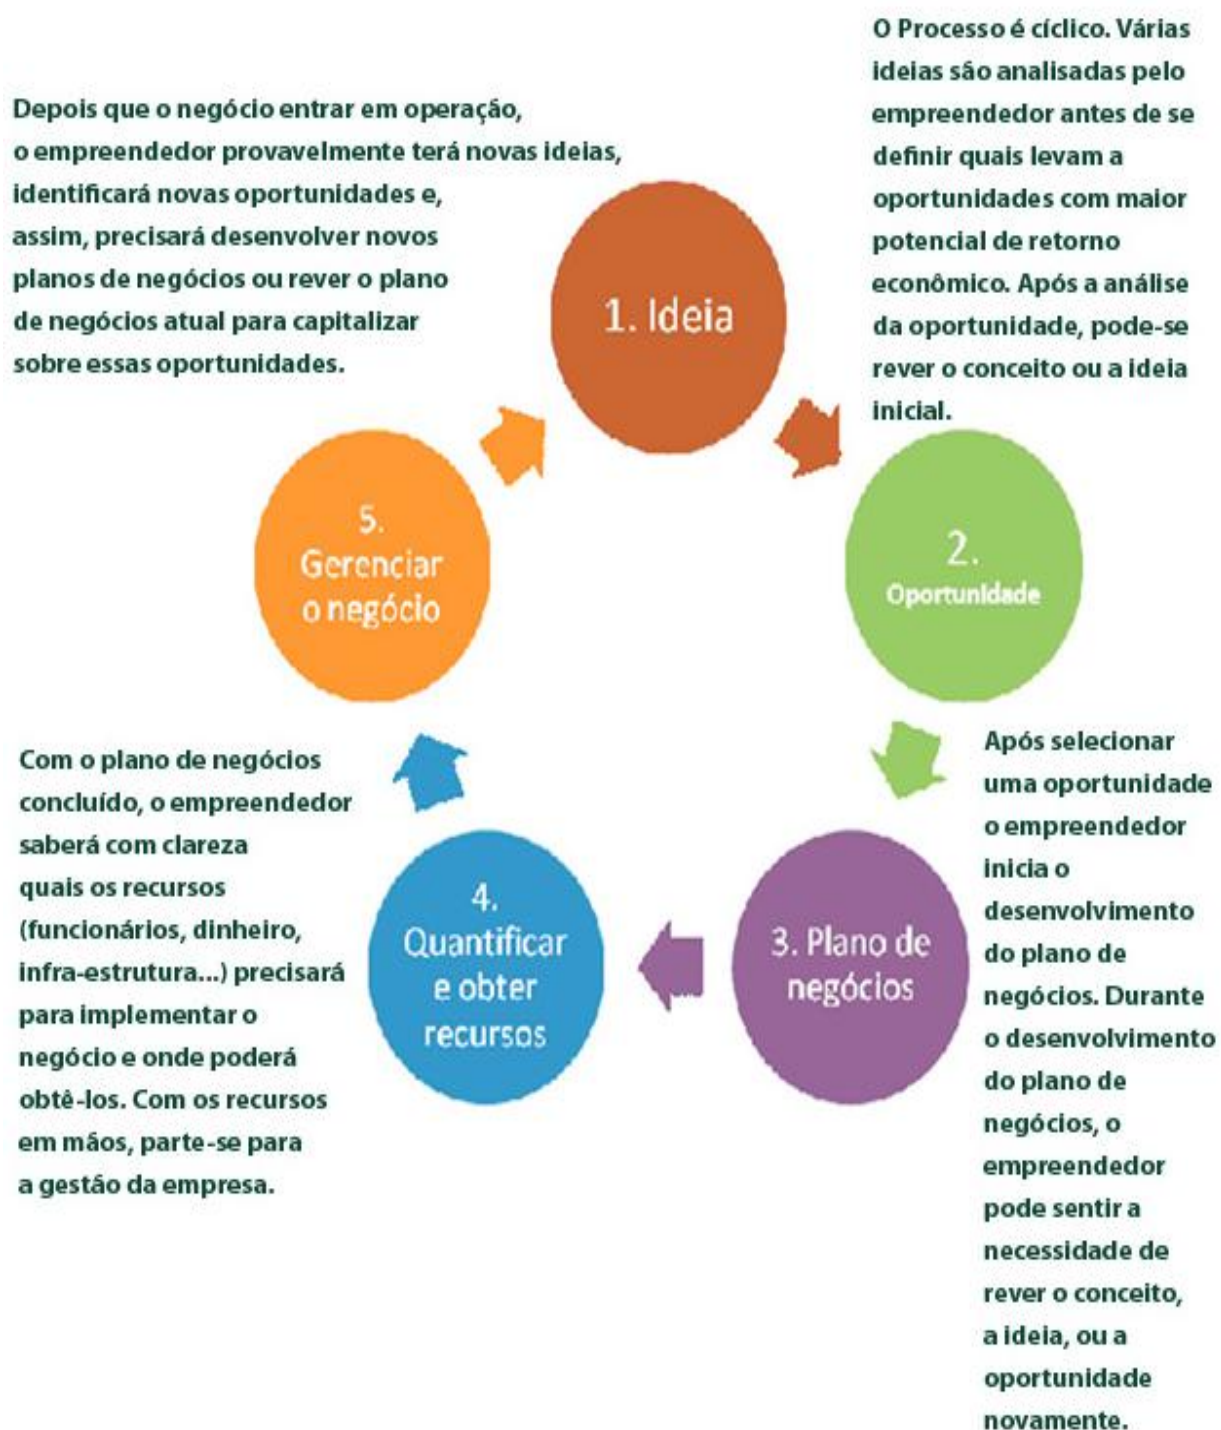 Depois que o negócio entrar em operação,
o empreendedor provavelmente terá novas ideias,
identificará novas oportunidades e,
assim, precisará desenvolver novos
planos de negócios ou rever o plano
de negócios atual para capitalizar
sobre essas oportunidades.
O Processo é cíclico. Várias
ideias são analisadas pelo
empreendedor antes de se
definir quais levam a
oportunidades com maior
potencial de retorno
econômico. Após a análise
da oportunidade, pode-se
rever o conceito ou a ideia
inicial.
1. Ideia
2.
Oportunidade
Após selecionar
uma oportunidade
o empreendedor
inicia o
desenvolvimento
do plano de
negócios. Durante
o desenvolvimento
do plano de
negócios, o
empreendedor
pode sentir a
necessidade de
rever o conceito,
a ideia, ou a
oportunidade
novamente.
3. Plano de
negócios
4.
Quantificar
e obter
recursos
Com o plano de negócios
concluído, o empreendedor
saberá com clareza
quais os recursos
(funcionários, dinheiro,
infra-estrutura...) precisará
para implementar o
negócio e onde poderá
obtê-los. Com os recursos
em mãos, parte-se para
a gestão da empresa.
5.
Gerenciar
o negócio